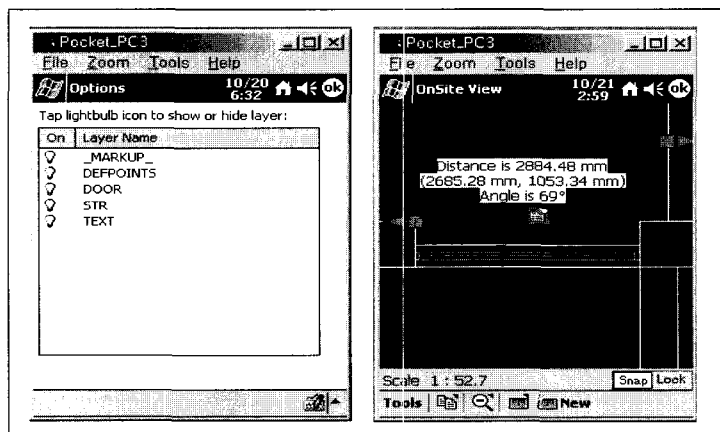 Pocket_PC3
File Zoom Tools Help
Options 10/20 6:32 ok
Tap lightbulb icon to show or hide layer:
On Layer Name
_MARKUP_
DEFPOINTS
DOOR
STR
TEXT
Pocket_PC3
File Zoom Tools Help
OnSite View 10/21 2:59 ok
Distance is 2884.48 mm
(2685.28 mm, 1053.34 mm)
Angle is 69°
Scale 1 : 52.7 Snap Look
Tools New